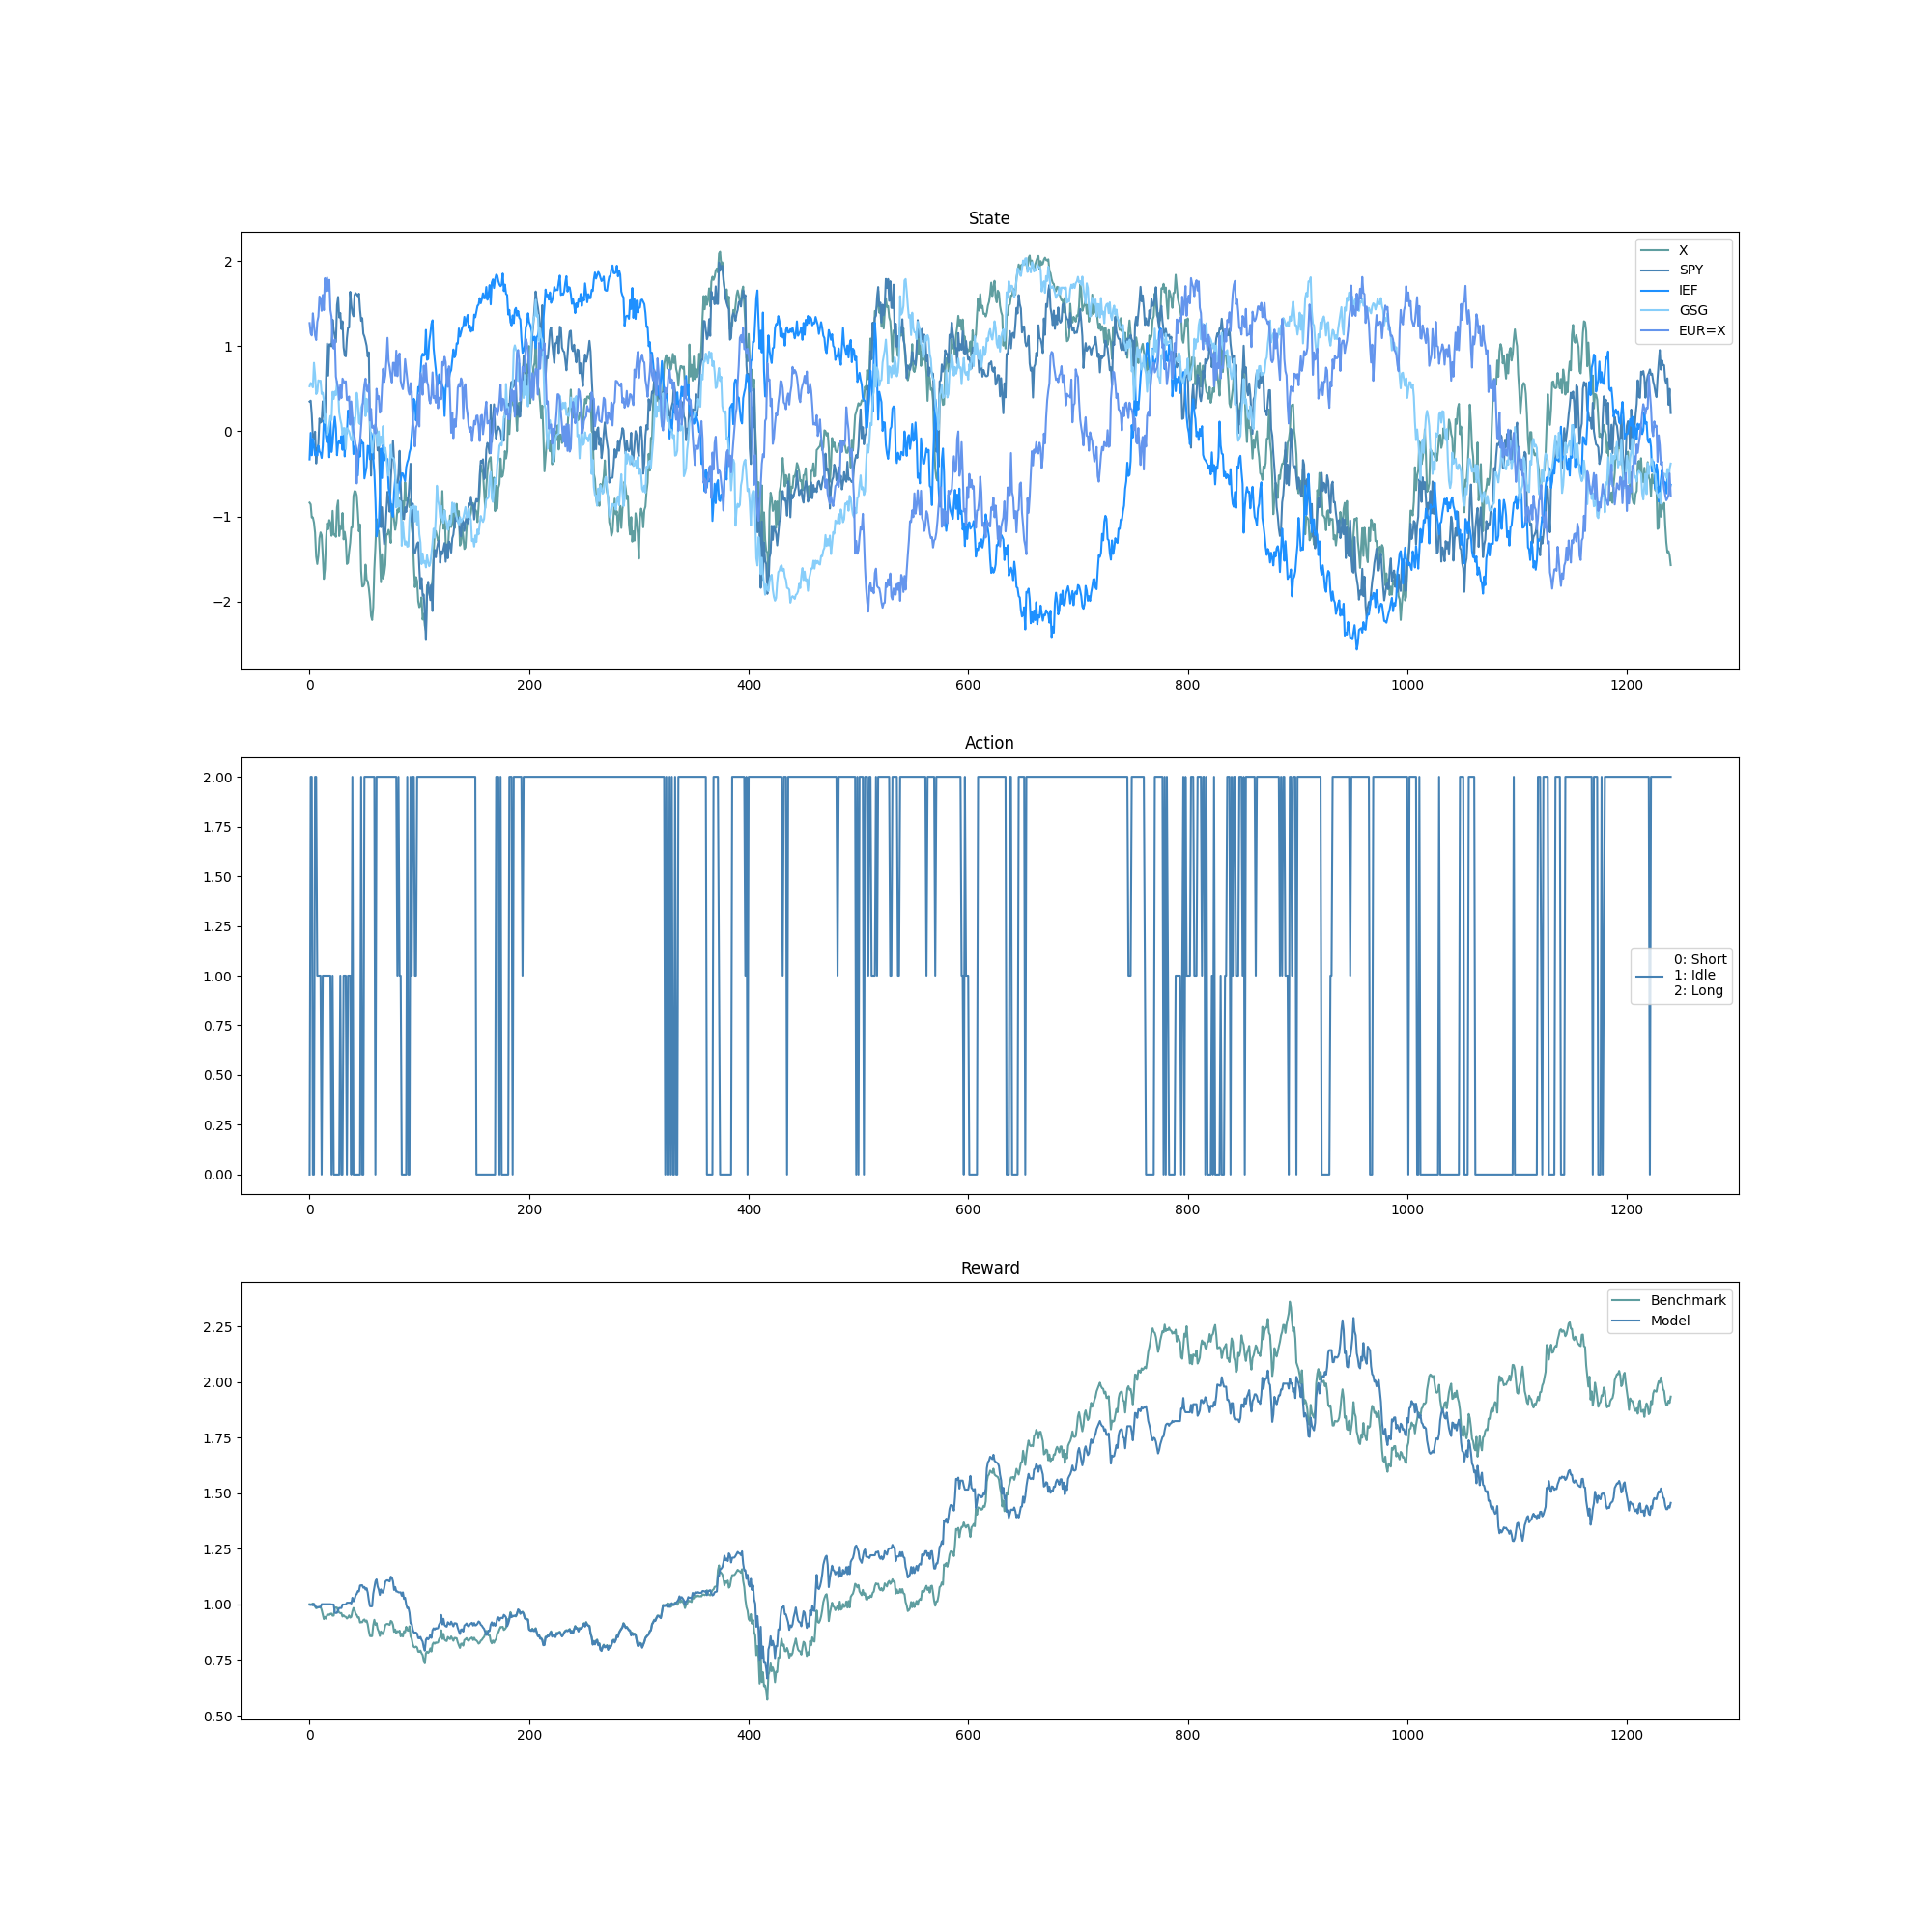 State
2
1
0
−1
−2
X
SPY
IEF
GSG
EUR=X
0 200 400 600 800 1000 1200
Action
2.00
1.75
1.50
1.25
1.00
0.75
0.50
0.25
0.00
0: Short
1: Idle
2: Long
0 200 400 600 800 1000 1200
Reward
2.25
2.00
1.75
1.50
1.25
1.00
0.75
0.50
Benchmark
Model
0 200 400 600 800 1000 1200